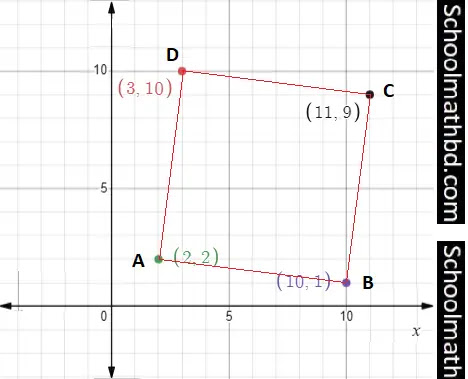 D
10
(3, 10)
C
(11, 9)
5
A
(2, 2)
(10, 1)
B
0
5
10
x
Schoolmathbd.com
Schoolmath